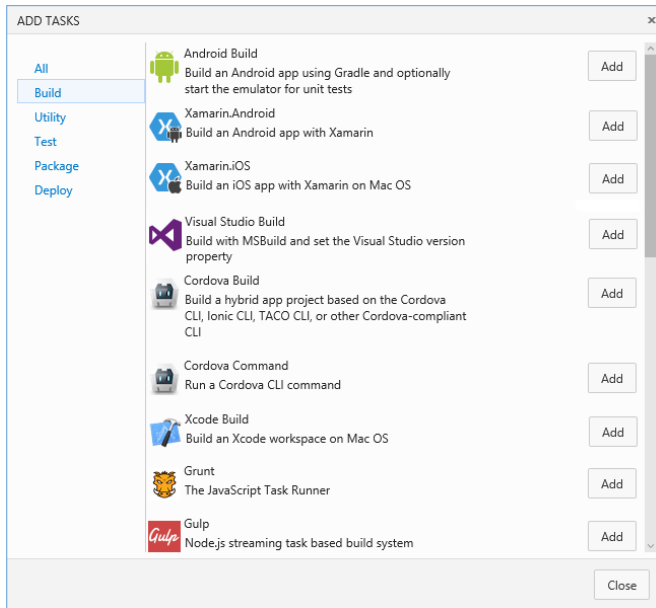 ADD TASKS
x
All
Build
Utility
Test
Package
Deploy
Android Build
Build an Android app using Gradle and optionally
start the emulator for unit tests
Add
Xamarin.Android
Build an Android app with Xamarin
Add
Xamarin.iOS
Build an iOS app with Xamarin on Mac OS
Add
Visual Studio Build
Build with MSBuild and set the Visual Studio version
property
Add
Cordova Build
Build a hybrid app project based on the Cordova
CLI, Ionic CLI, TACO CLI, or other Cordova-compliant
CLI
Add
Cordova Command
Run a Cordova CLI command
Add
Xcode Build
Build an Xcode workspace on Mac OS
Add
Grunt
The JavaScript Task Runner
Add
Gulp
Gulp
Node.js streaming task based build system
Add
Close